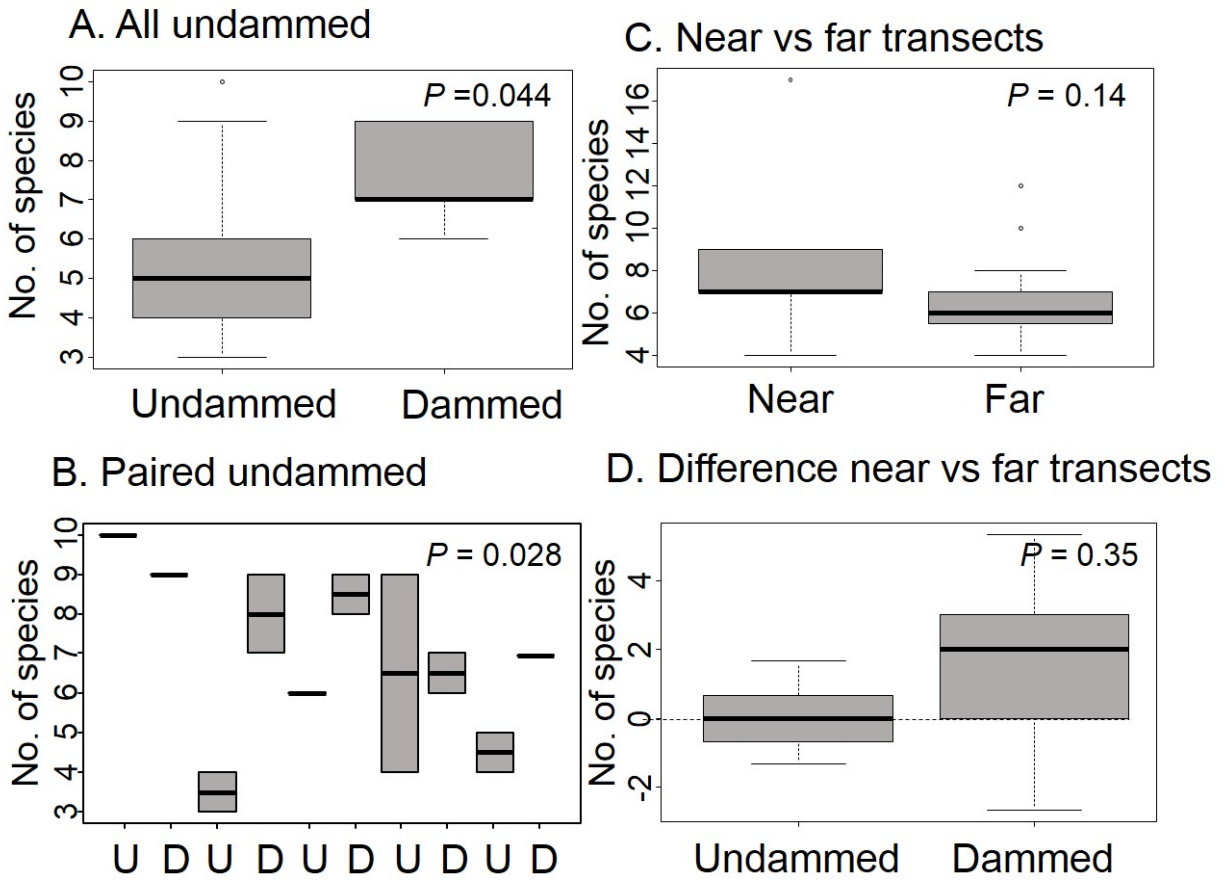 A. All undammed
No. of species
10
9
8
7
6
5
4
3
P =0.044
Undammed Dammed
C. Near vs far transects
No. of species
16
14
12
10
8
6
4
P = 0.14
Near Far
B. Paired undammed
No. of species
10
9
8
7
6
5
4
3
P = 0.028
U D U D U D U D U D
D. Difference near vs far transects
No. of species
4
2
0
-2
P = 0.35
Undammed Dammed